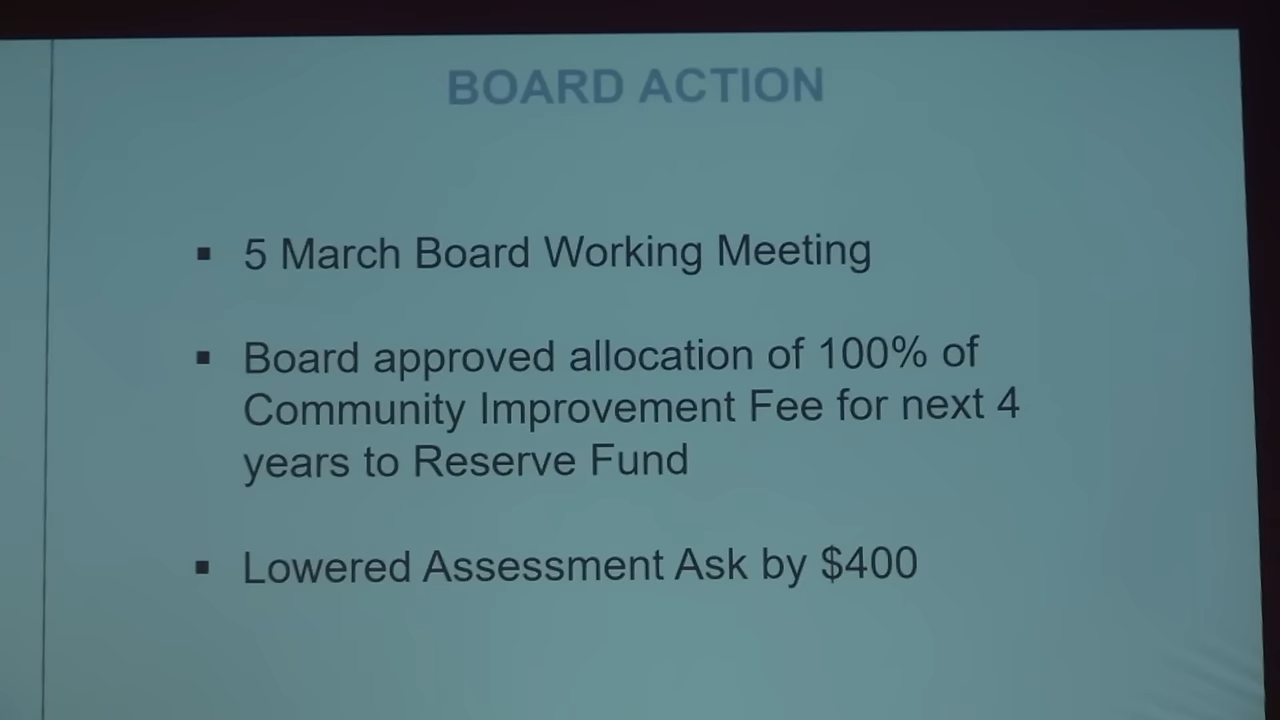 BOARD ACTION
▪ 5 March Board Working Meeting
▪ Board approved allocation of 100% of
Community Improvement Fee for next 4
years to Reserve Fund
▪ Lowered Assessment Ask by $400